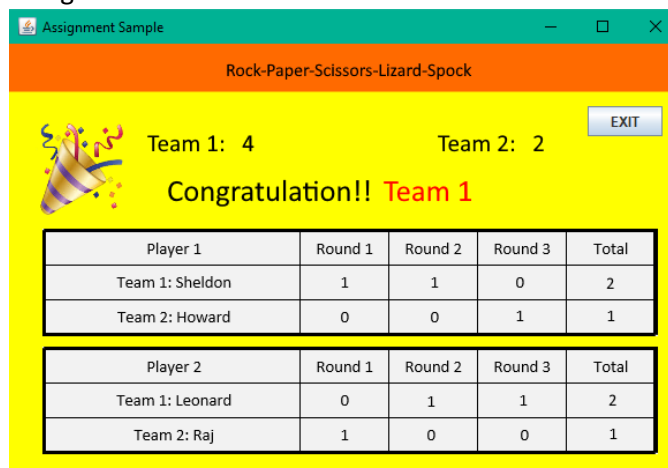 Assignment Sample
Rock-Paper-Scissors-Lizard-Spock
EXIT
Team 1: 4 Team 2: 2
Congratulation!! Team 1
Player 1 Round 1 Round 2 Round 3 Total
Team 1: Sheldon 1 1 0 2
Team 2: Howard 0 0 1 1
Player 2 Round 1 Round 2 Round 3 Total
Team 1: Leonard 0 1 1 2
Team 2: Raj 1 0 0 1